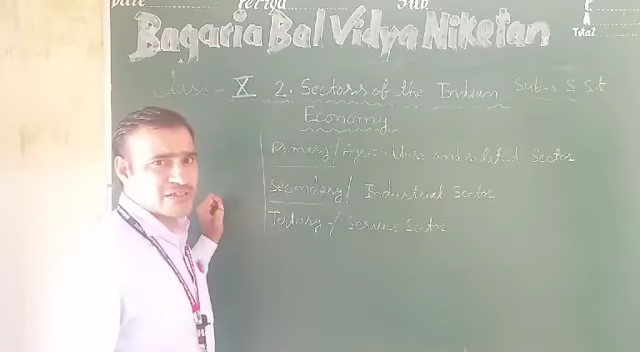 Date Period Sub
Bagaria Bal Vidya Niketan
Class - X 2. Sectors of the Indian Sub-: S St
Economy
Primary / Agriculture and related Sector
Secondary / Industrial Sector
Tertiary - / Service Sector
P
A
Total